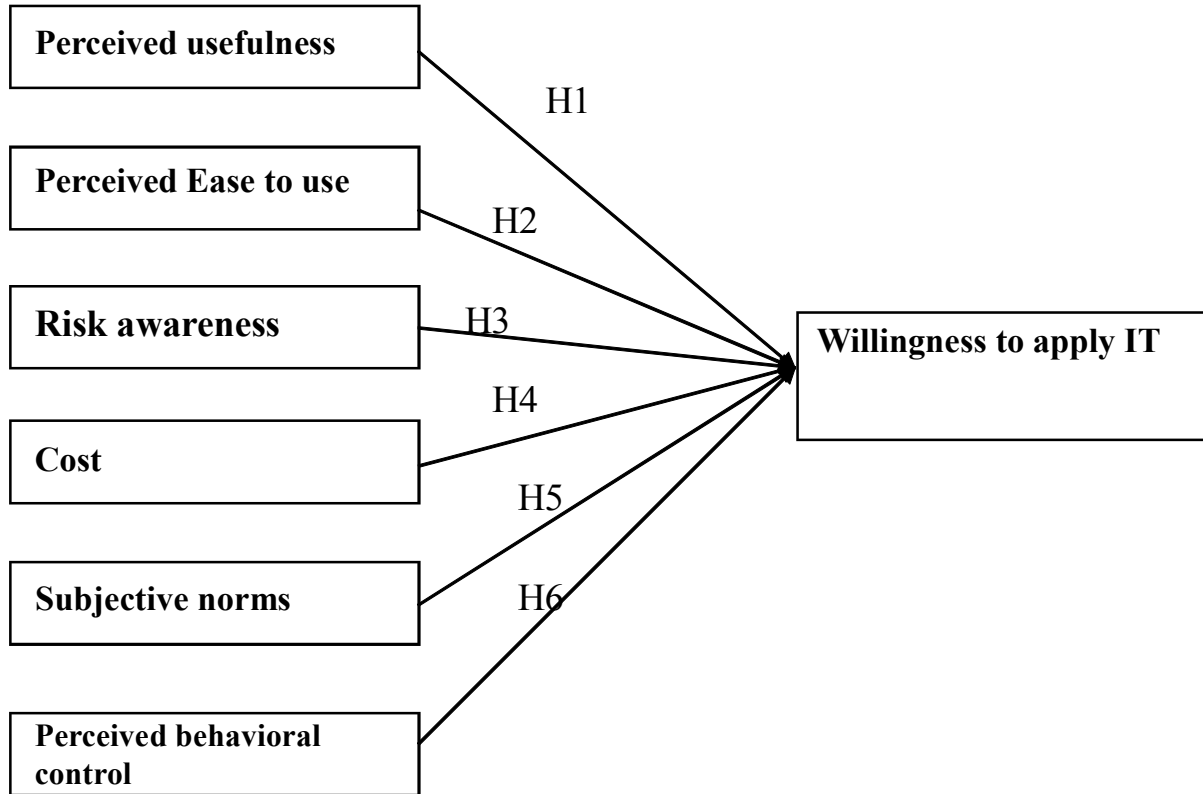 Perceived usefulness
H1
Perceived Ease to use
H2
Risk awareness
H3
Willingness to apply IT
H4
Cost
H5
Subjective norms
H6
Perceived behavioral
control